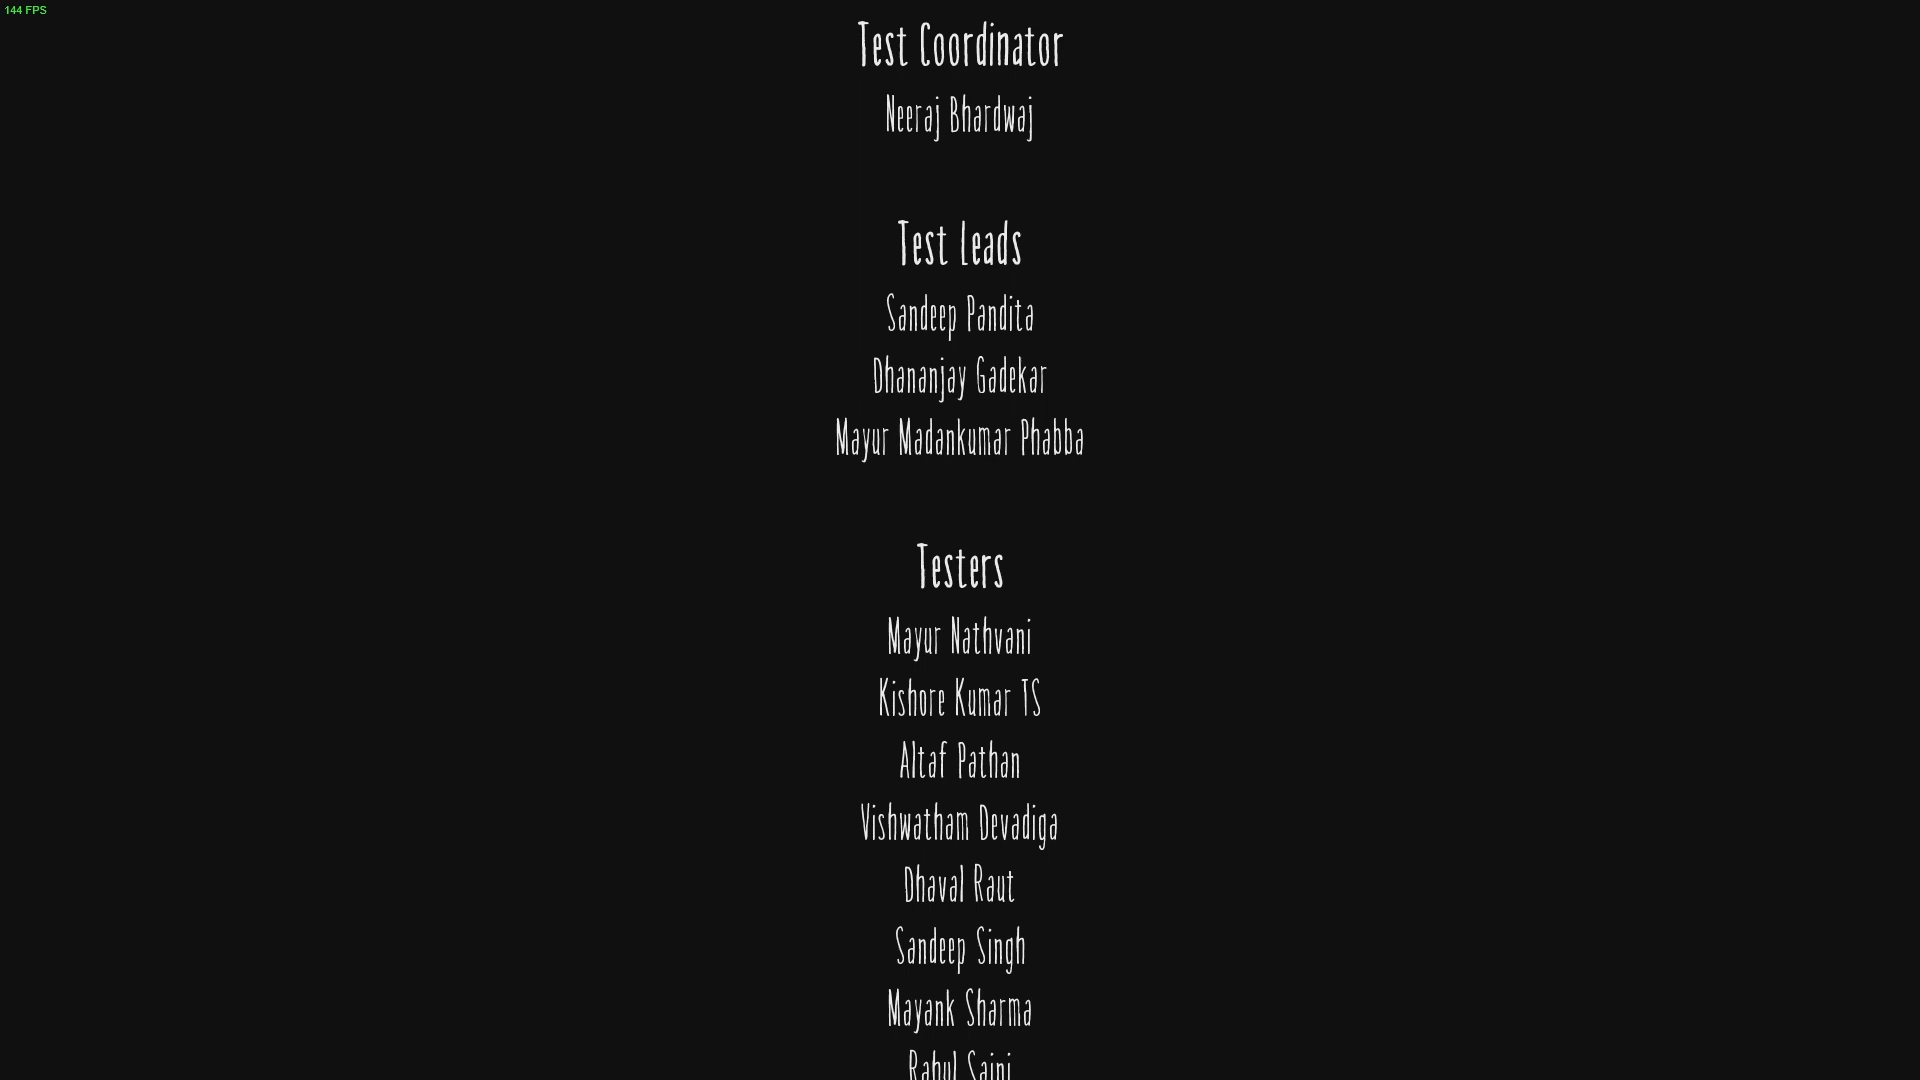 144 FPS
Test Coordinator
Neeraj Bhardwaj
Test Leads
Sandeep Pandita
Dhananjay Gadekar
Mayur Madankumar Phabba
Testers
Mayur Nathvani
Kishore Kumar TS
Altaf Pathan
Vishwatham Devadiga
Dhaval Raut
Sandeep Singh
Mayank Sharma
Rahul Saini